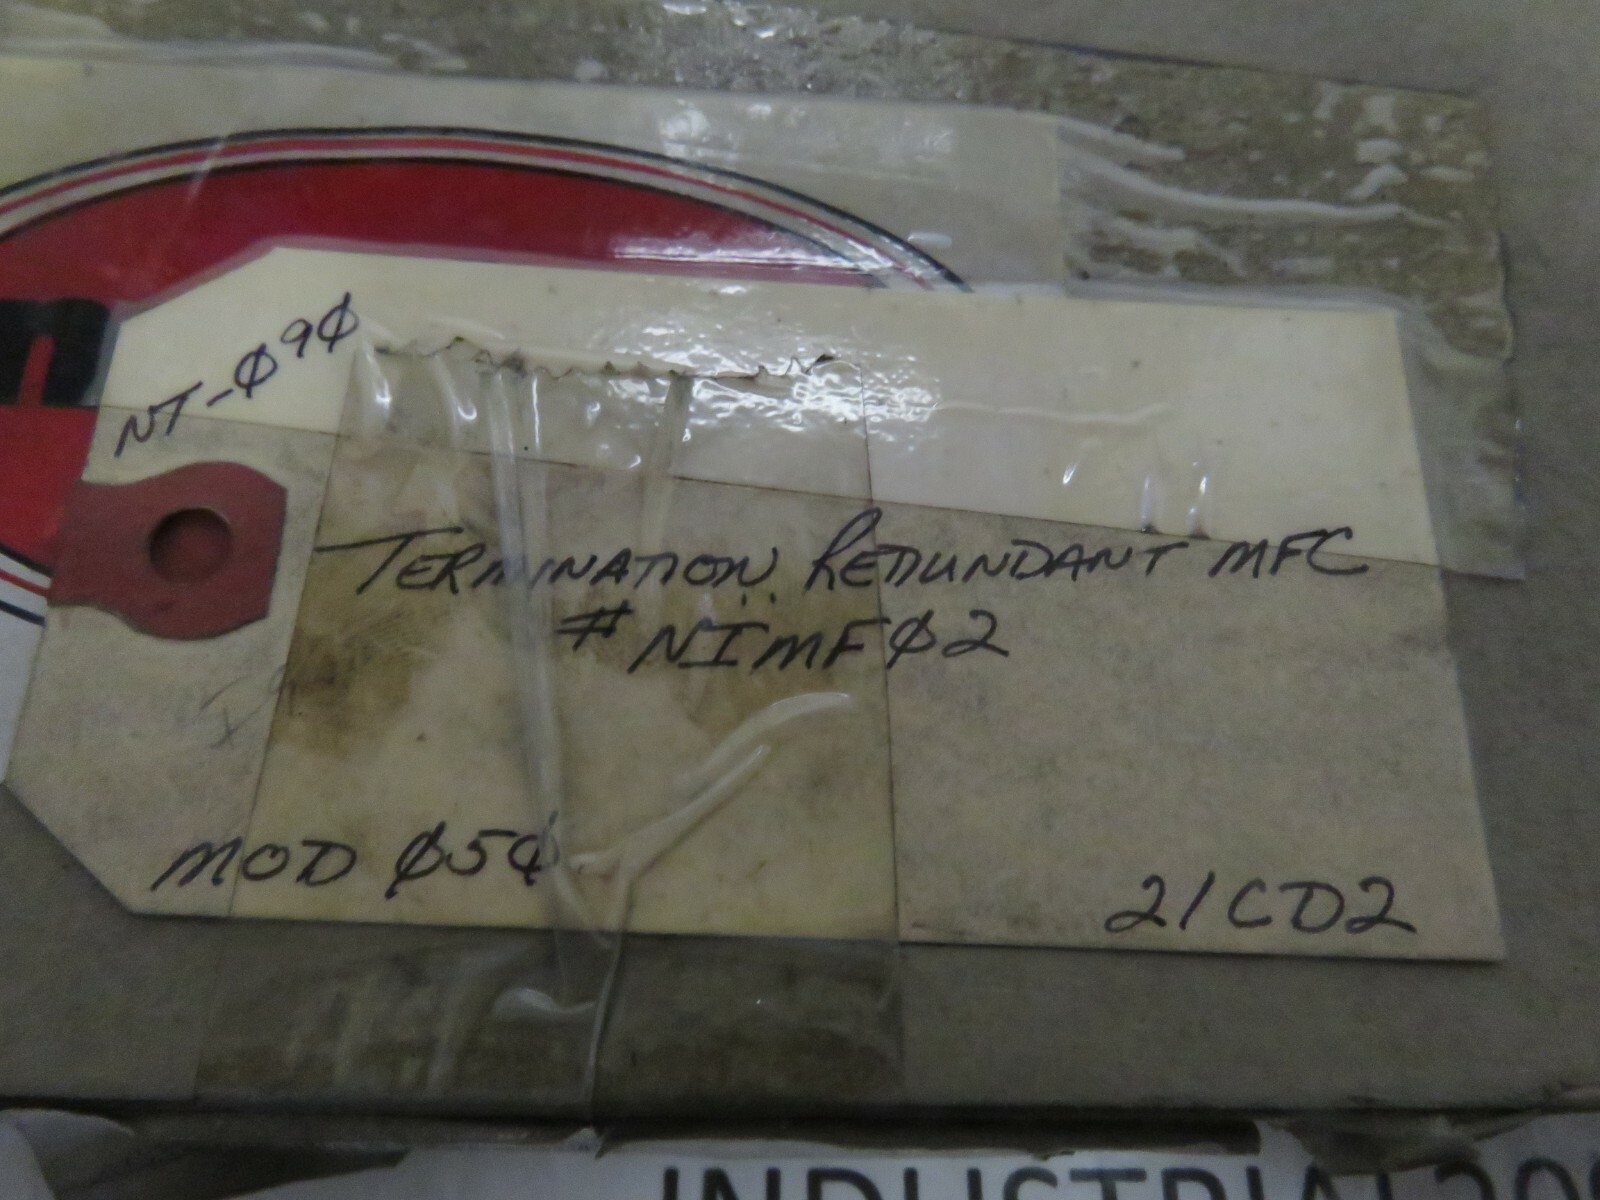 NT-Ø9Ø
TERMINATION REDUNDANT MFC
# NIMFØ2
MOD Ø5Ø
21CD2